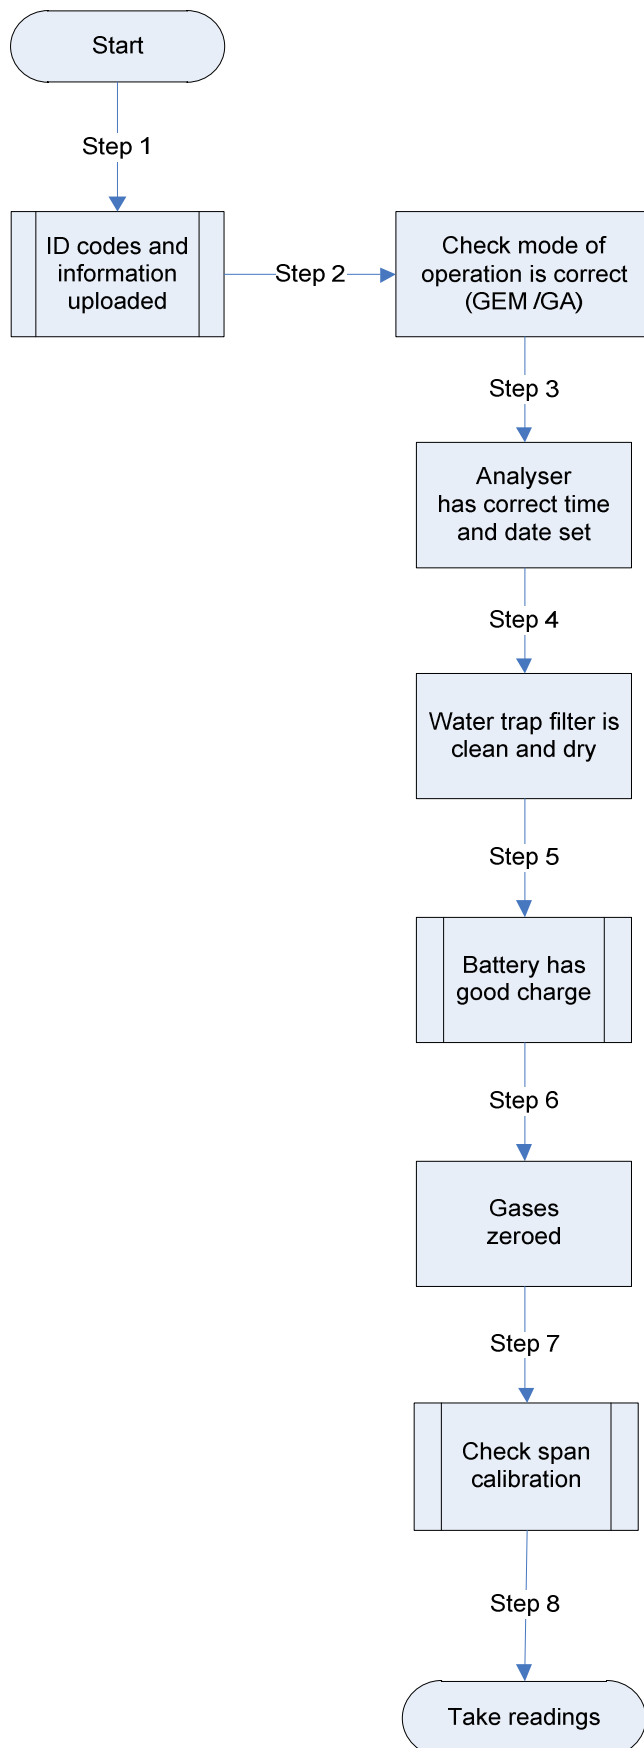 Start
Step 1
ID codes and
information
uploaded
Step 2
Check mode of
operation is correct
(GEM /GA)
Step 3
Analyser
has correct time
and date set
Step 4
Water trap filter is
clean and dry
Step 5
Battery has
good charge
Step 6
Gases
zeroed
Step 7
Check span
calibration
Step 8
Take readings